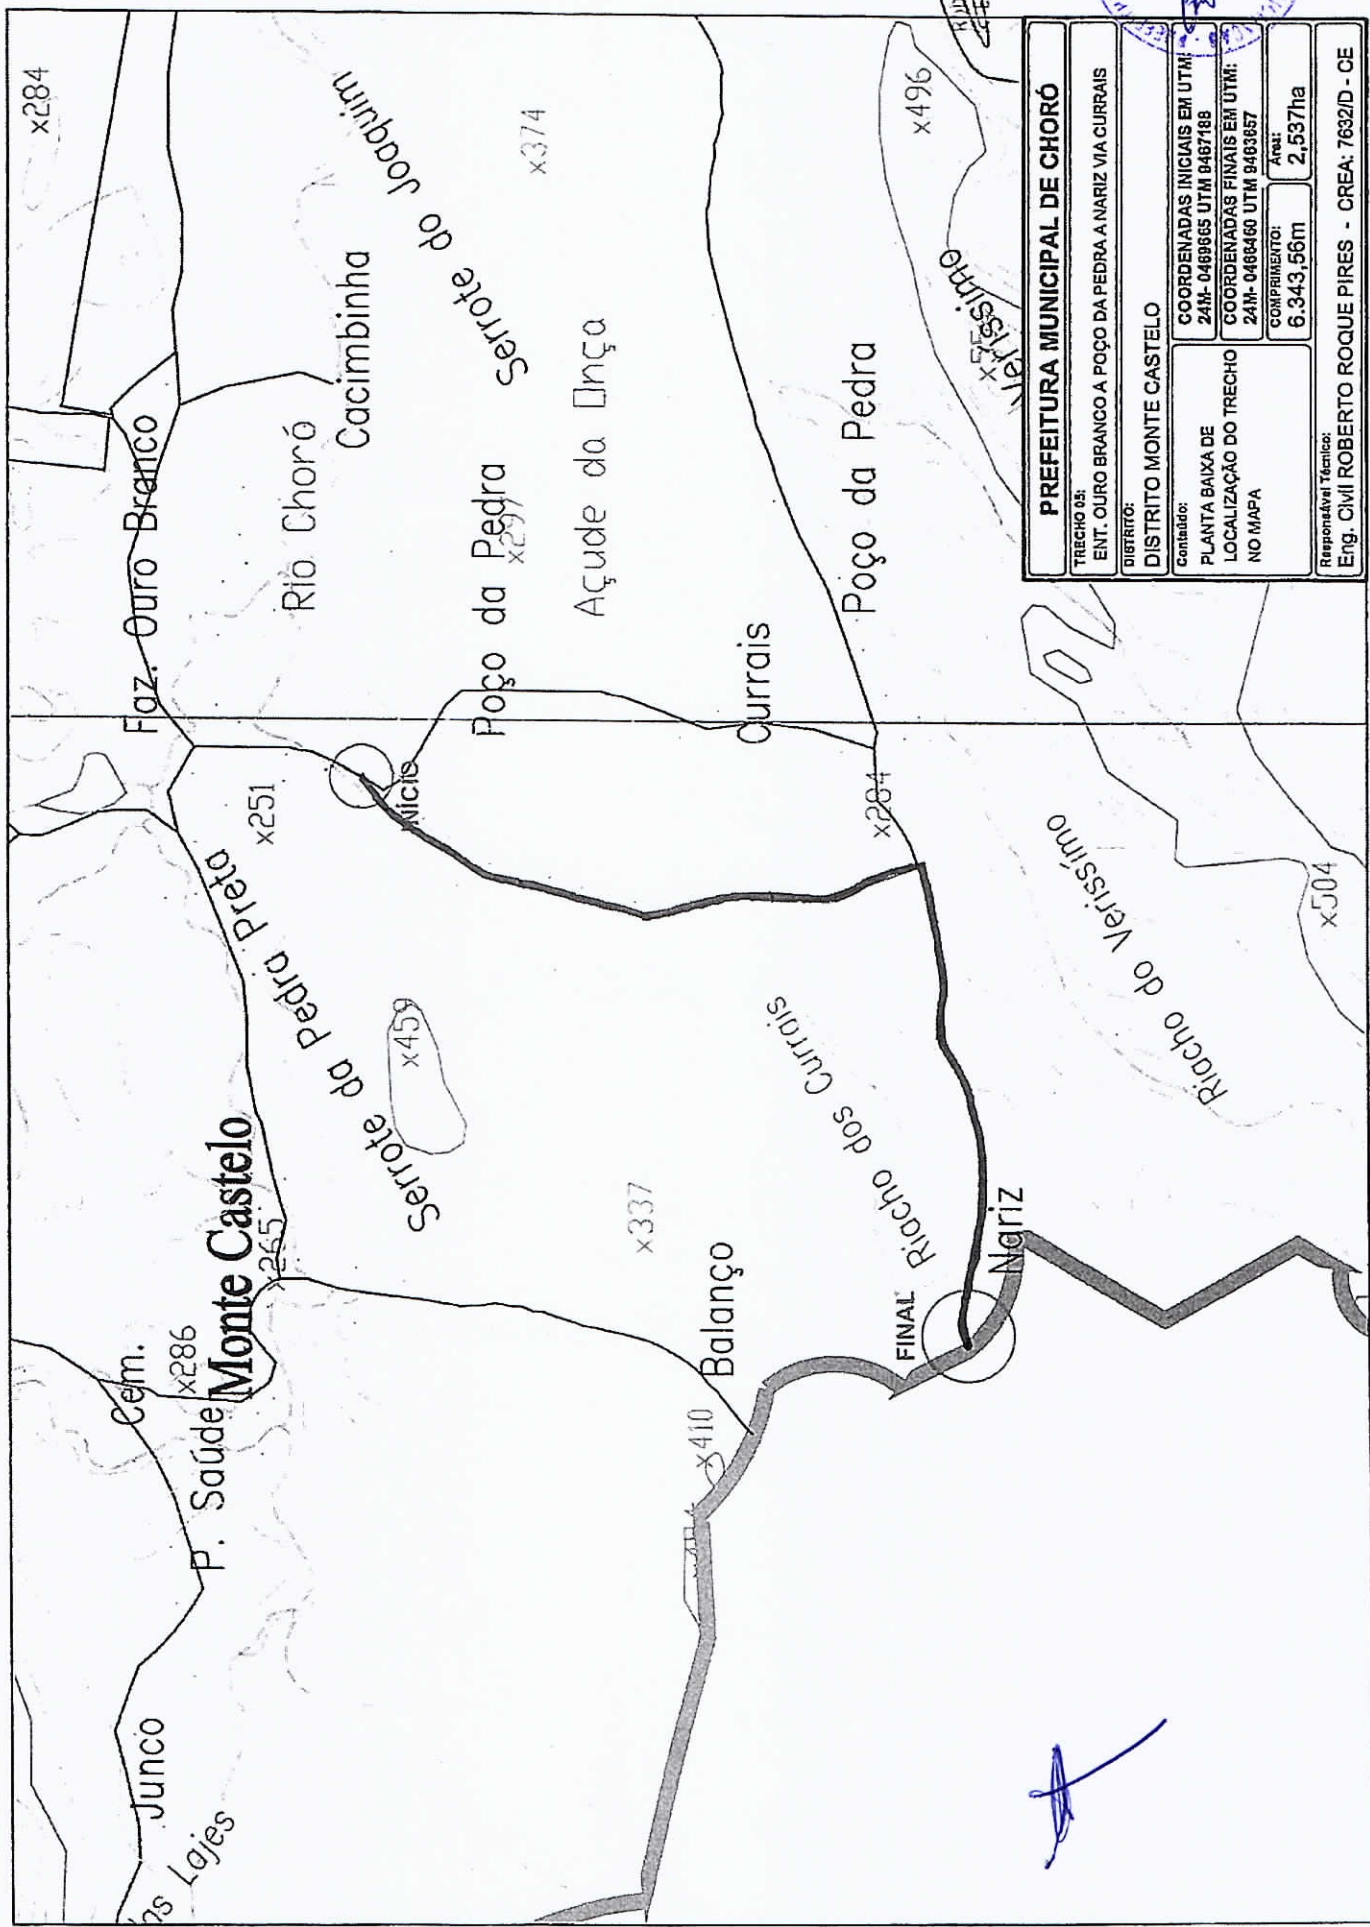 x284
Faz. Ouro Branco
Cacimbinha
Rio Choró
Serrote do Joaquim
x374
Poço da Pedra
x297
Açude da Onça
x496
Currais
Poço da Pedra
Verissimo
x251
INÍCIO
x284
Serrote da Pedra Preta
x459
Monte Castelo
x265
Cem.
x286
P. Saúde
Junco
Lajes
x337
Balanço
x410
Riacho dos Currais
FINAL
Nariz
Riacho do Veríssimo
x504
PREFEITURA MUNICIPAL DE CHORÓ
TRECHO 05:
ENT. OURO BRANCO A POÇO DA PEDRA A NARIZ VIA CURRAIS
DISTRITO:
DISTRITO MONTE CASTELO
Conteúdo:
PLANTA BAIXA DE
LOCALIZAÇÃO DO TRECHO
NO MAPA
COORDENADAS INICIAIS EM UTM:
24M- 0469665 UTM 9467188
COORDENADAS FINAIS EM UTM:
24M- 0466460 UTM 9463657
COMPRIMENTO:
6.343,56m
Área:
2,537ha
Responsável Técnico:
Eng. Civil ROBERTO ROQUE PIRES - CREA: 7632/D - CE